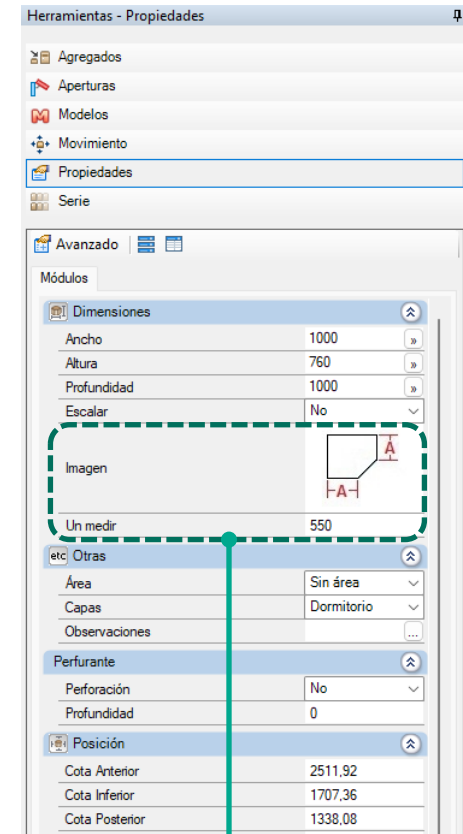 Herramientas - Propiedades
Agregados
Aperturas
Modelos
Movimiento
Propiedades
Serie
Avanzado
Módulos
Dimensiones
Ancho 1000 »
Altura 760 »
Profundidad 1000 »
Escalar No
Imagen A A
Un medir 550
etc Otras
Área Sin área
Capas Dormitorio
Observaciones ...
Perfurante
Perforación No
Profundidad 0
Posición
Cota Anterior 2511,92
Cota Inferior 1707,36
Cota Posterior 1338,08